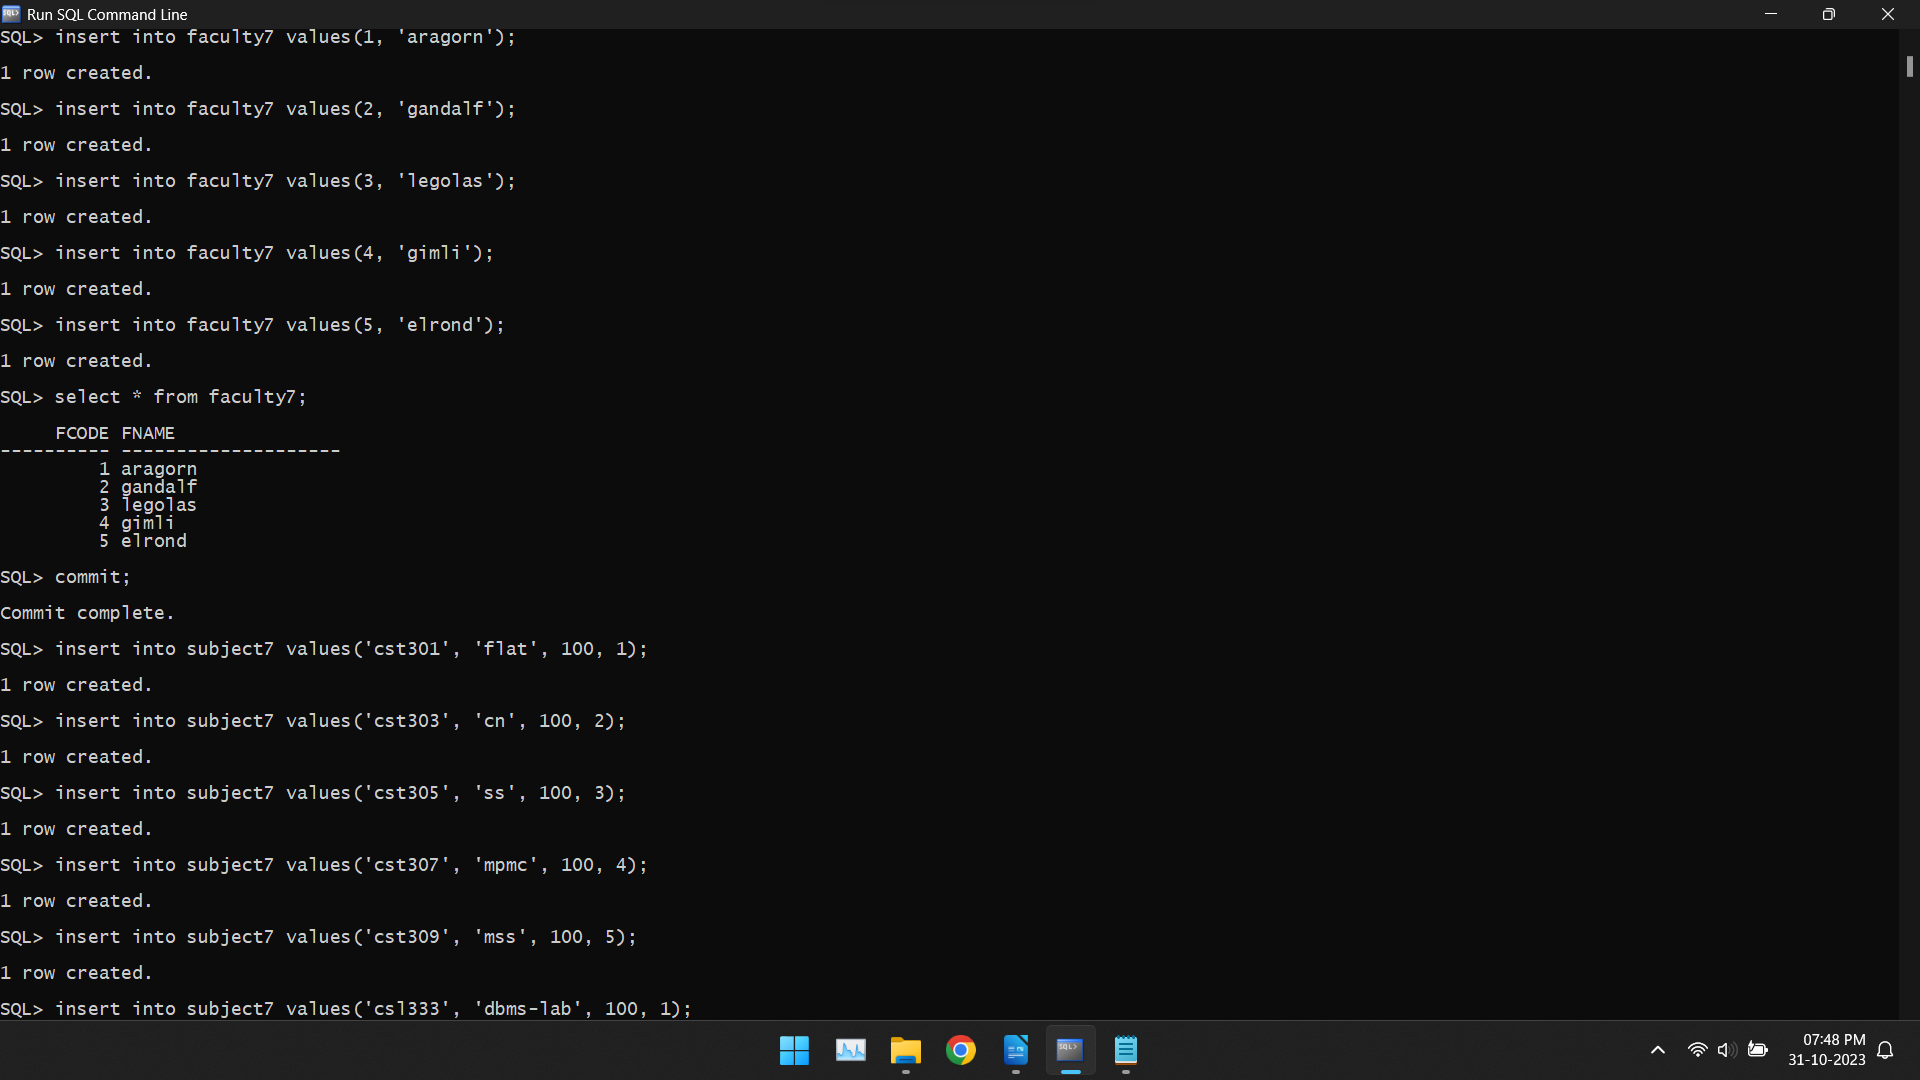 Run SQL Command Line
SQL> insert into faculty7 values(1, 'aragorn');
1 row created.
SQL> insert into faculty7 values(2, 'gandalf');
1 row created.
SQL> insert into faculty7 values(3, 'legolas');
1 row created.
SQL> insert into faculty7 values(4, 'gimli');
1 row created.
SQL> insert into faculty7 values(5, 'elrond');
1 row created.
SQL> select * from faculty7;
     FCODE FNAME
---------- --------------------
         1 aragorn
         2 gandalf
         3 legolas
         4 gimli
         5 elrond
SQL> commit;
Commit complete.
SQL> insert into subject7 values('cst301', 'flat', 100, 1);
1 row created.
SQL> insert into subject7 values('cst303', 'cn', 100, 2);
1 row created.
SQL> insert into subject7 values('cst305', 'ss', 100, 3);
1 row created.
SQL> insert into subject7 values('cst307', 'mpmc', 100, 4);
1 row created.
SQL> insert into subject7 values('cst309', 'mss', 100, 5);
1 row created.
SQL> insert into subject7 values('csl333', 'dbms-lab', 100, 1);
SQL>
07:48 PM
31-10-2023